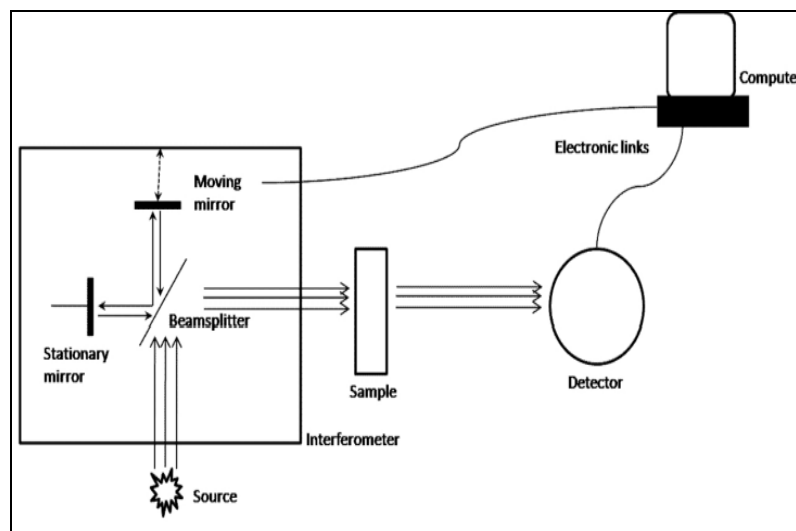 Compute
Electronic links
Moving
mirror
Beamsplitter
Stationary
mirror
Sample
Detector
Interferometer
Source